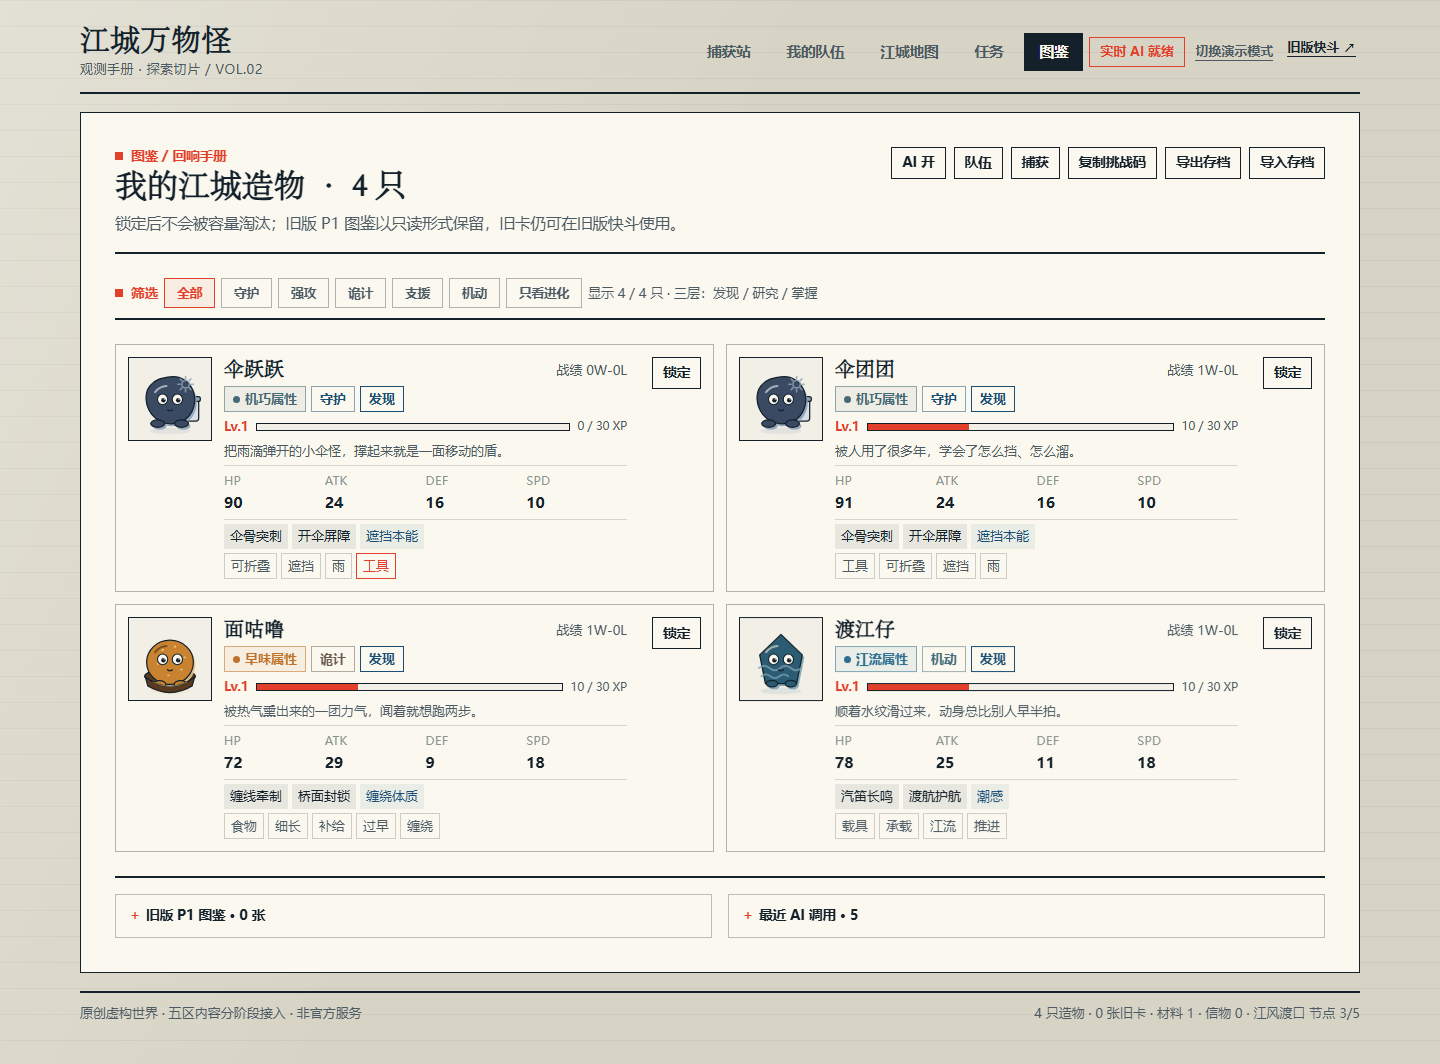 江城万物怪
观测手册 · 探索切片 / VOL.02
捕获站 我的队伍 江城地图 任务 图鉴 实时 AI 就绪 切换演示模式 旧版快斗 ↗
图鉴 / 回响手册
我的江城造物 · 4 只
锁定后不会被容量淘汰；旧版 P1 图鉴以只读形式保留，旧卡仍可在旧版快斗使用。
AI 开 队伍 捕获 复制挑战码 导出存档 导入存档
筛选 全部 守护 强攻 诡计 支援 机动 只看进化 显示 4 / 4 只 · 三层：发现 / 研究 / 掌握
伞跃跃 战绩 0W-0L 锁定
机巧属性 守护 发现
Lv.1 0 / 30 XP
把雨滴弹开的小伞怪，撑起来就是一面移动的盾。
HP ATK DEF SPD
90 24 16 10
伞骨突刺 开伞屏障 遮挡本能
可折叠 遮挡 雨 工具
伞团团 战绩 1W-0L 锁定
机巧属性 守护 发现
Lv.1 10 / 30 XP
被人用了很多年，学会了怎么挡、怎么溜。
HP ATK DEF SPD
91 24 16 10
伞骨突刺 开伞屏障 遮挡本能
工具 可折叠 遮挡 雨
面咕噜 战绩 1W-0L 锁定
早味属性 诡计 发现
Lv.1 10 / 30 XP
被热气熏出来的一团力气，闻着就想跑两步。
HP ATK DEF SPD
72 29 9 18
缠线牵制 桥面封锁 缠绕体质
食物 细长 补给 过早 缠绕
渡江仔 战绩 1W-0L 锁定
江流属性 机动 发现
Lv.1 10 / 30 XP
顺着水纹滑过来，动身总比别人早半拍。
HP ATK DEF SPD
78 25 11 18
汽笛长鸣 渡航护航 潮感
载具 承载 江流 推进
+ 旧版 P1 图鉴 • 0 张
+ 最近 AI 调用 • 5
原创虚构世界 · 五区内容分阶段接入 · 非官方服务
4 只造物 · 0 张旧卡 · 材料 1 · 信物 0 · 江风渡口 节点 3/5